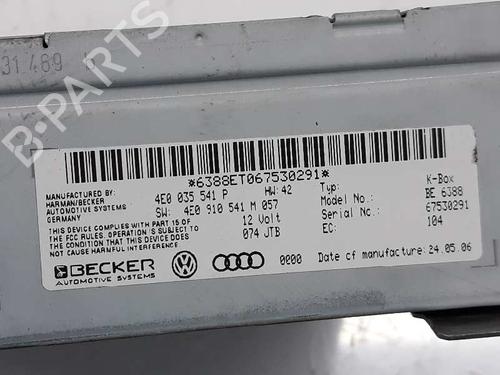 31489
*6388ET067530291*
MANUFACTURED BY:
HARMAN/BECKER
AUTOMOTIVE SYSTEMS
GERMANY
4E0 035 541 P HW: 42 Typ: K-Box
SW: 4E0 910 541 M 057 Model No.: BE 6388
12 Volt Serial No.: 67530291
074 JTB EC: 104
THIS DEVICE COMPLIES WITH PART 15 OF
THE FCC RULES. OPERATION IS SUBJECT
TO THE CONDITION THAT THIS DEVICE DOES
NOT CAUSE HARMFUL INTERFERENCE
BECKER
AUTOMOTIVE SYSTEMS
0000 Date of manufacture: 24.05.06
B-PARTS